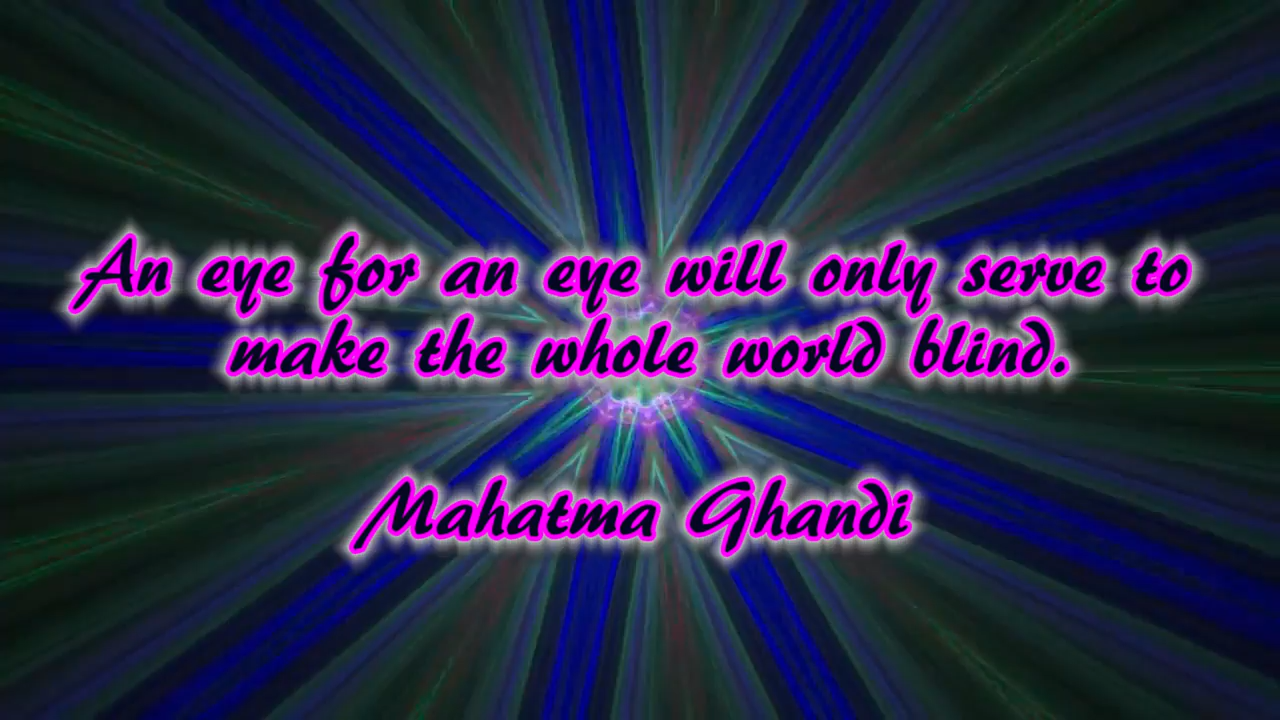 An eye for an eye will only serve to
make the whole world blind.
Mahatma Ghandi